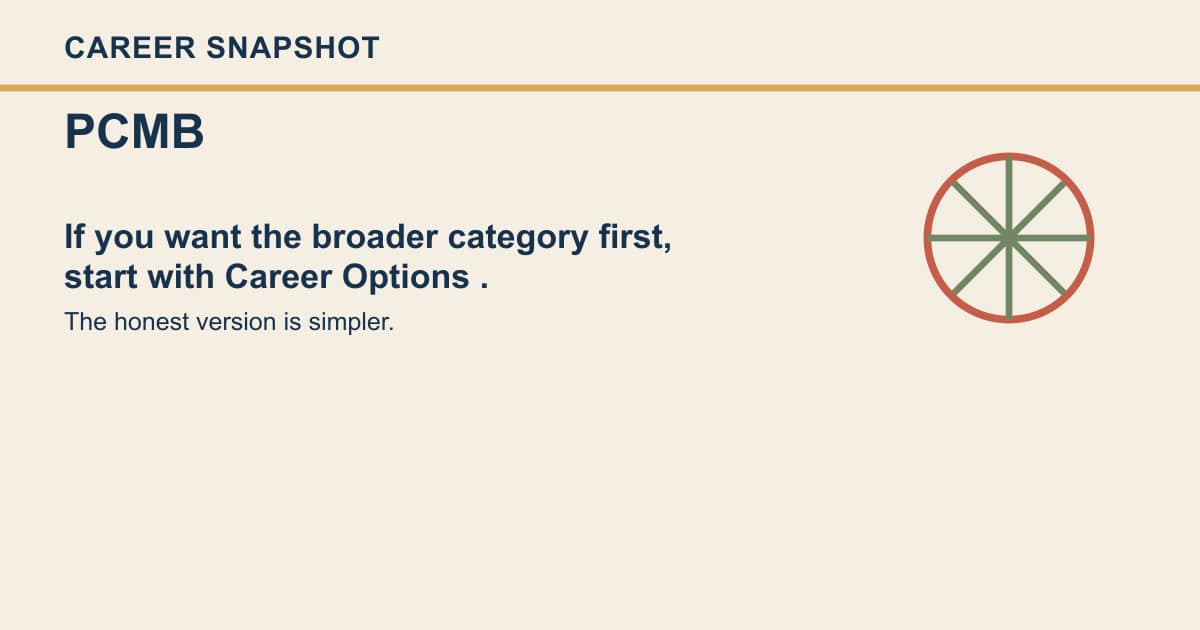 CAREER SNAPSHOT
PCMB
If you want the broader category first,
start with Career Options .
The honest version is simpler.